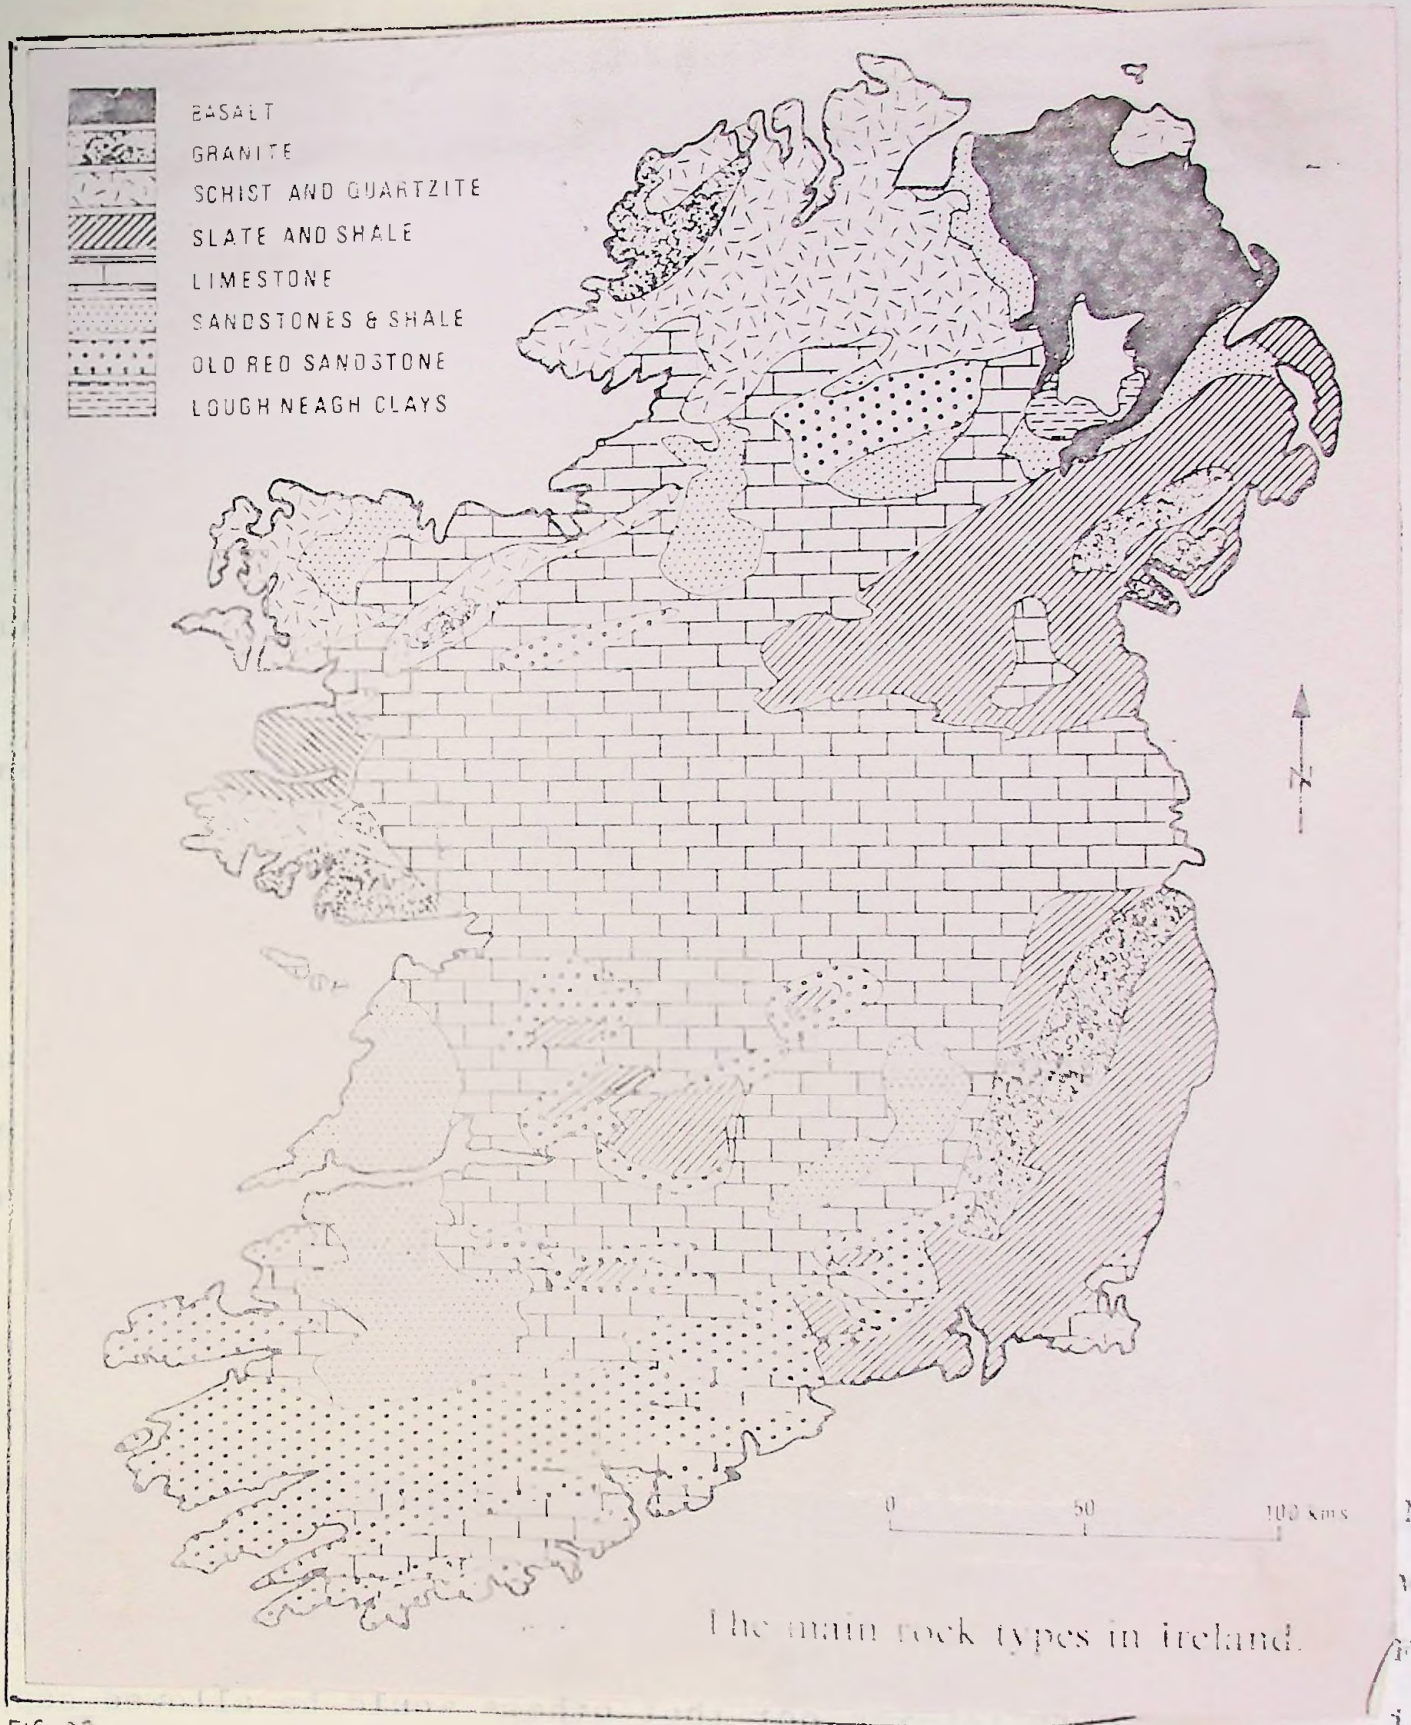 BASALT
GRANITE
SCHIST AND QUARTZITE
SLATE AND SHALE
LIMESTONE
SANDSTONES & SHALE
OLD RED SANDSTONE
LOUGH NEAGH CLAYS
N
0 50 100 kms
The main rock types in ireland.